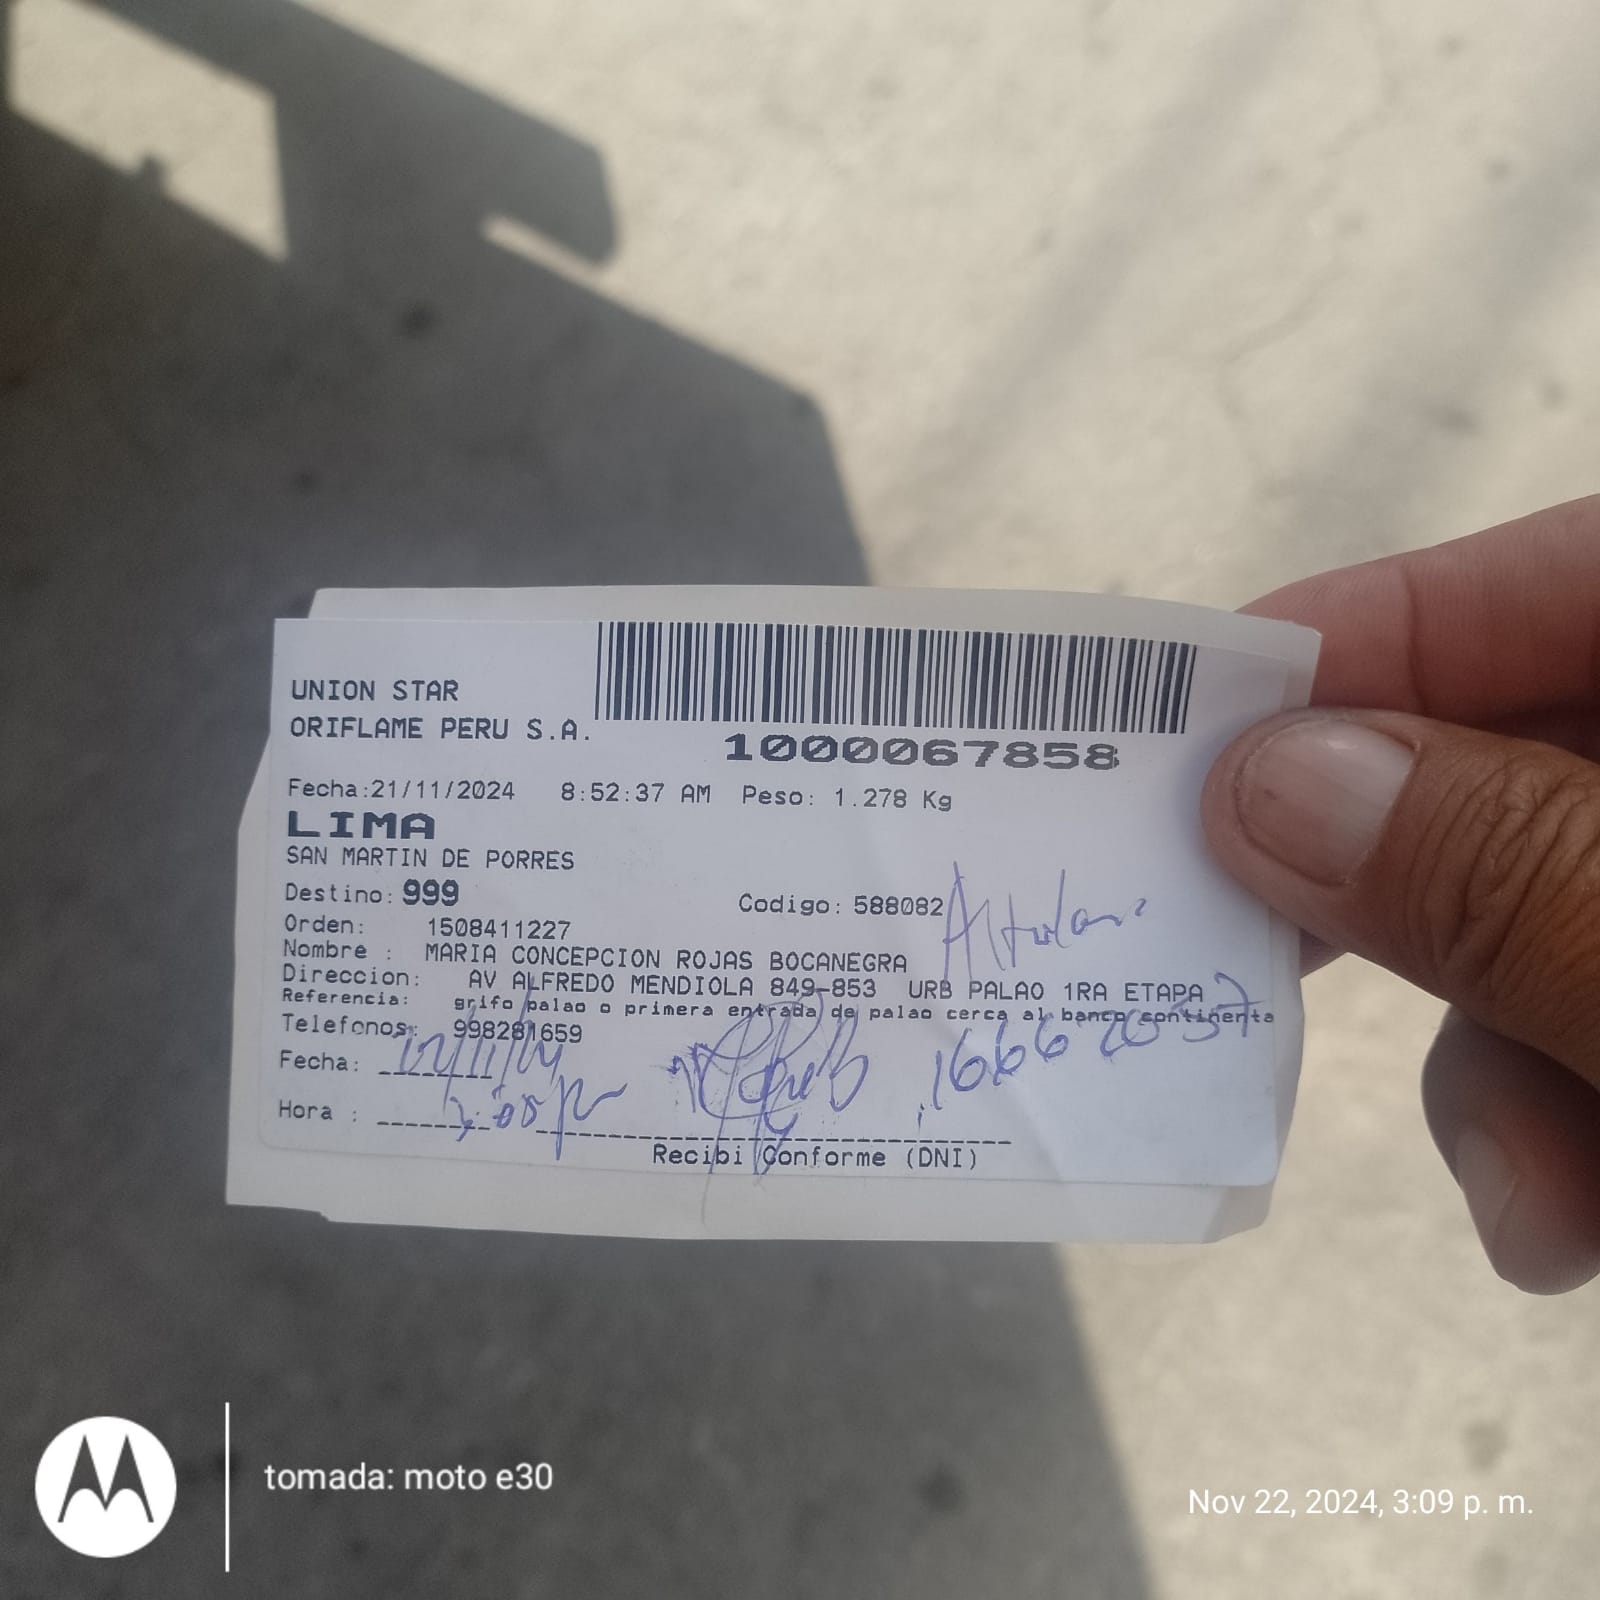 UNION STAR
ORIFLAME PERU S.A.
1000067858
Fecha:21/11/2024 8:52:37 AM Peso: 1.278 Kg
LIMA
SAN MARTIN DE PORRES
Destino: 999 Codigo: 588082
Orden: 1508411227
Nombre : MARIA CONCEPCION ROJAS BOCANEGRA
Direccion: AV ALFREDO MENDIOLA 849-853 URB PALAO 1RA ETAPA
Referencia: grifo palao o primera entrada de palao cerca al banco continenta
Telefonos: 998281659
Fecha:
Hora :
Recibi Conforme (DNI)
tomada: moto e30
Nov 22, 2024, 3:09 p. m.